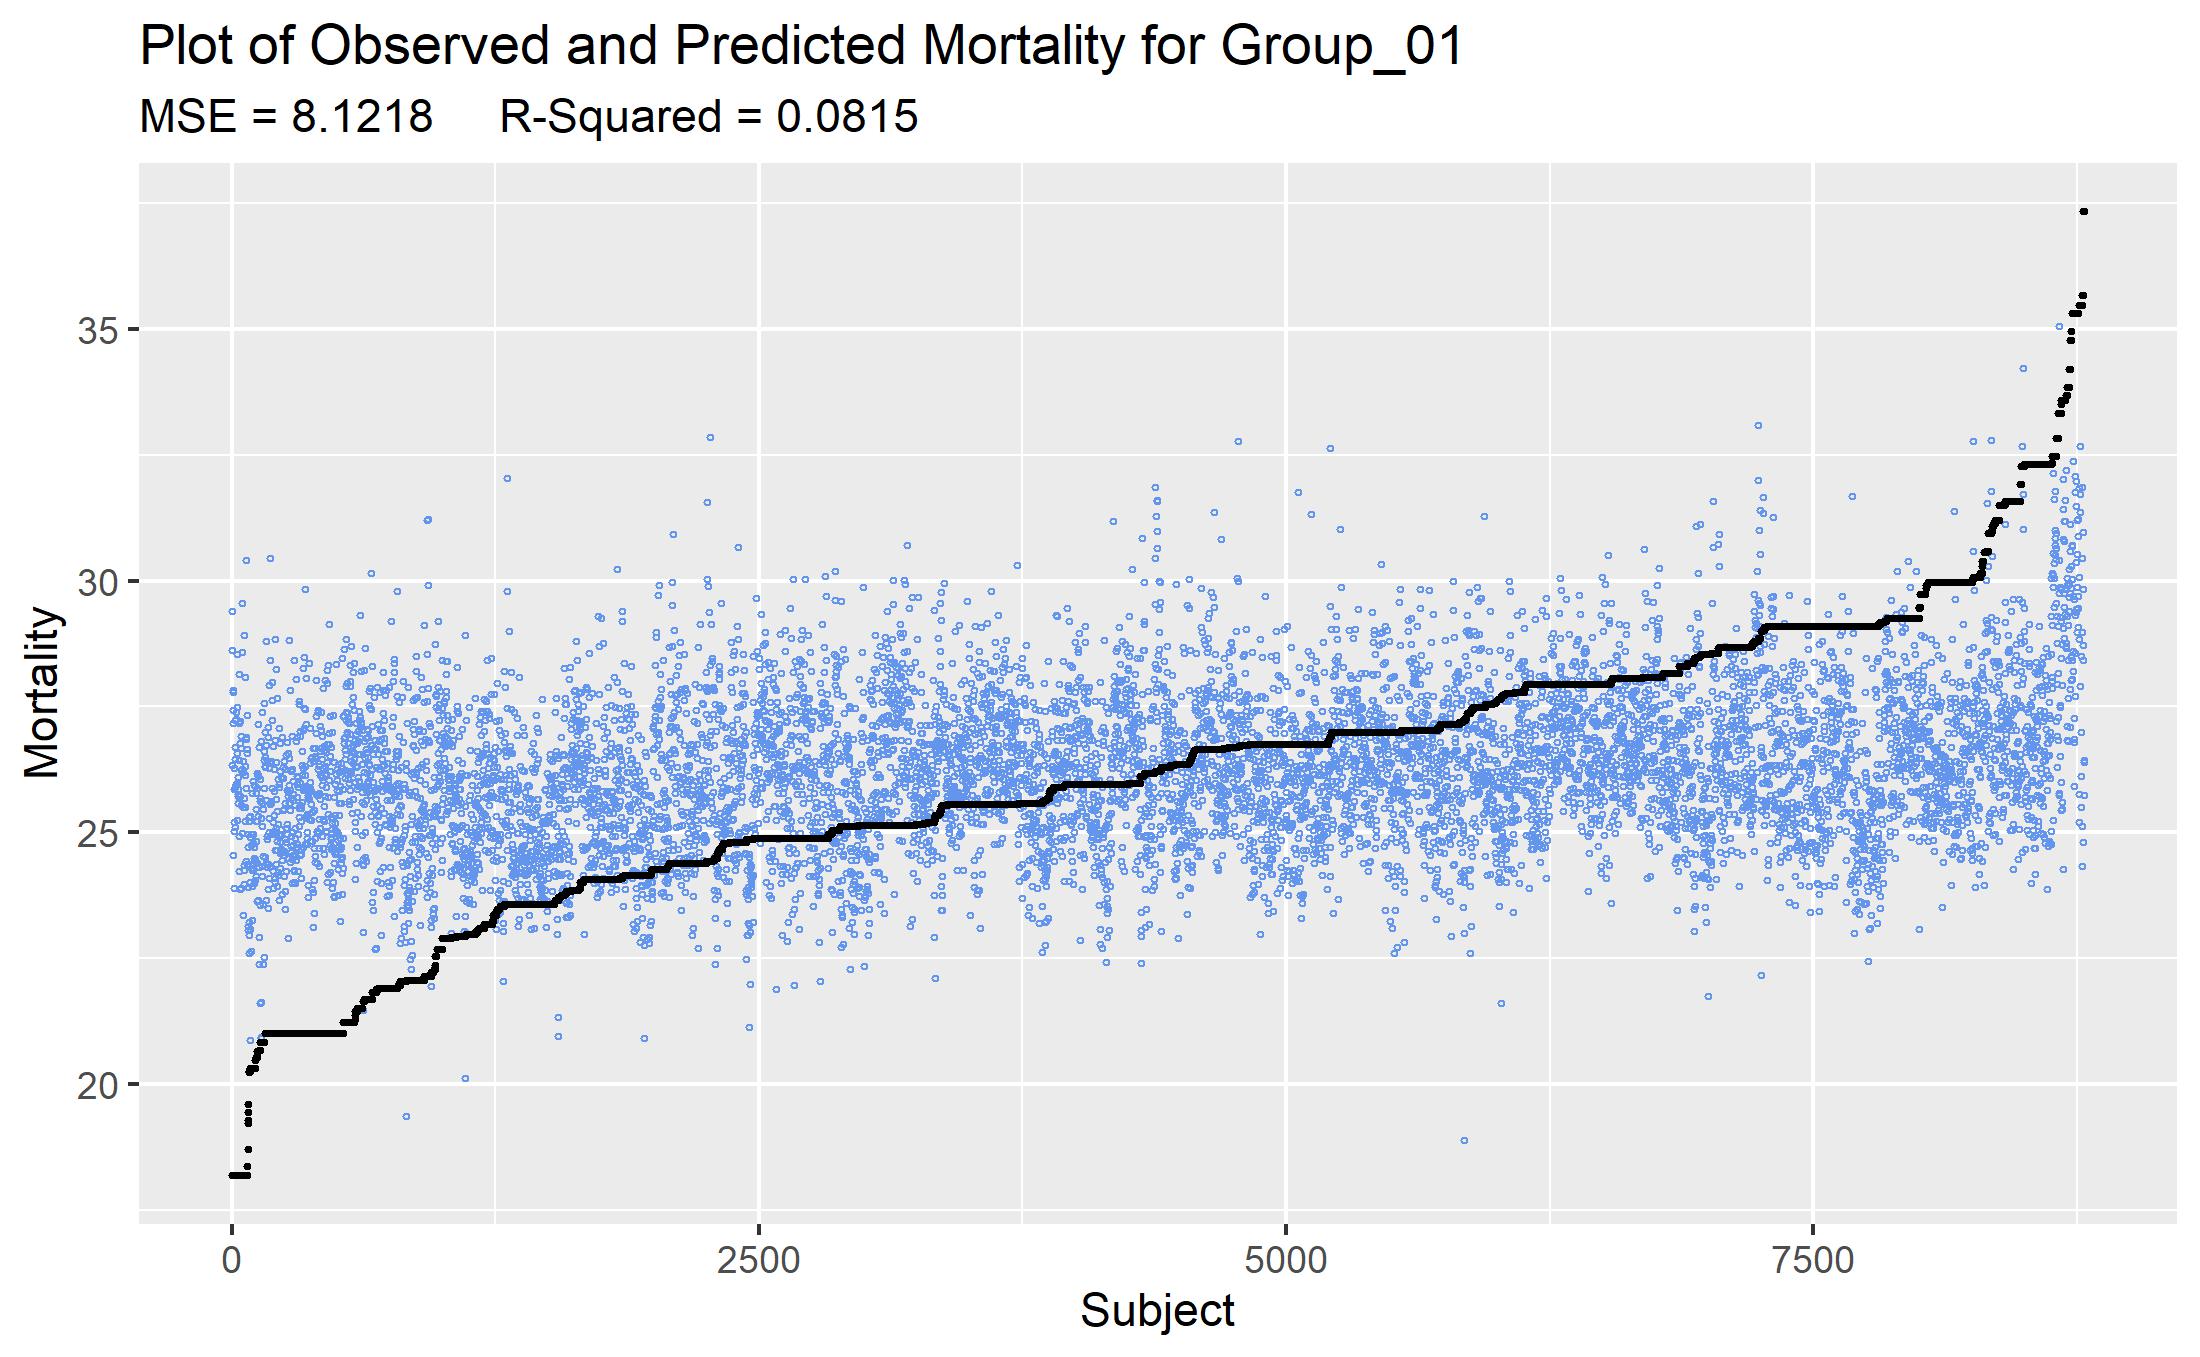 Plot of Observed and Predicted Mortality for Group_01
MSE = 8.1218 R-Squared = 0.0815
35
30
25
20
Mortality
0 2500 5000 7500
Subject